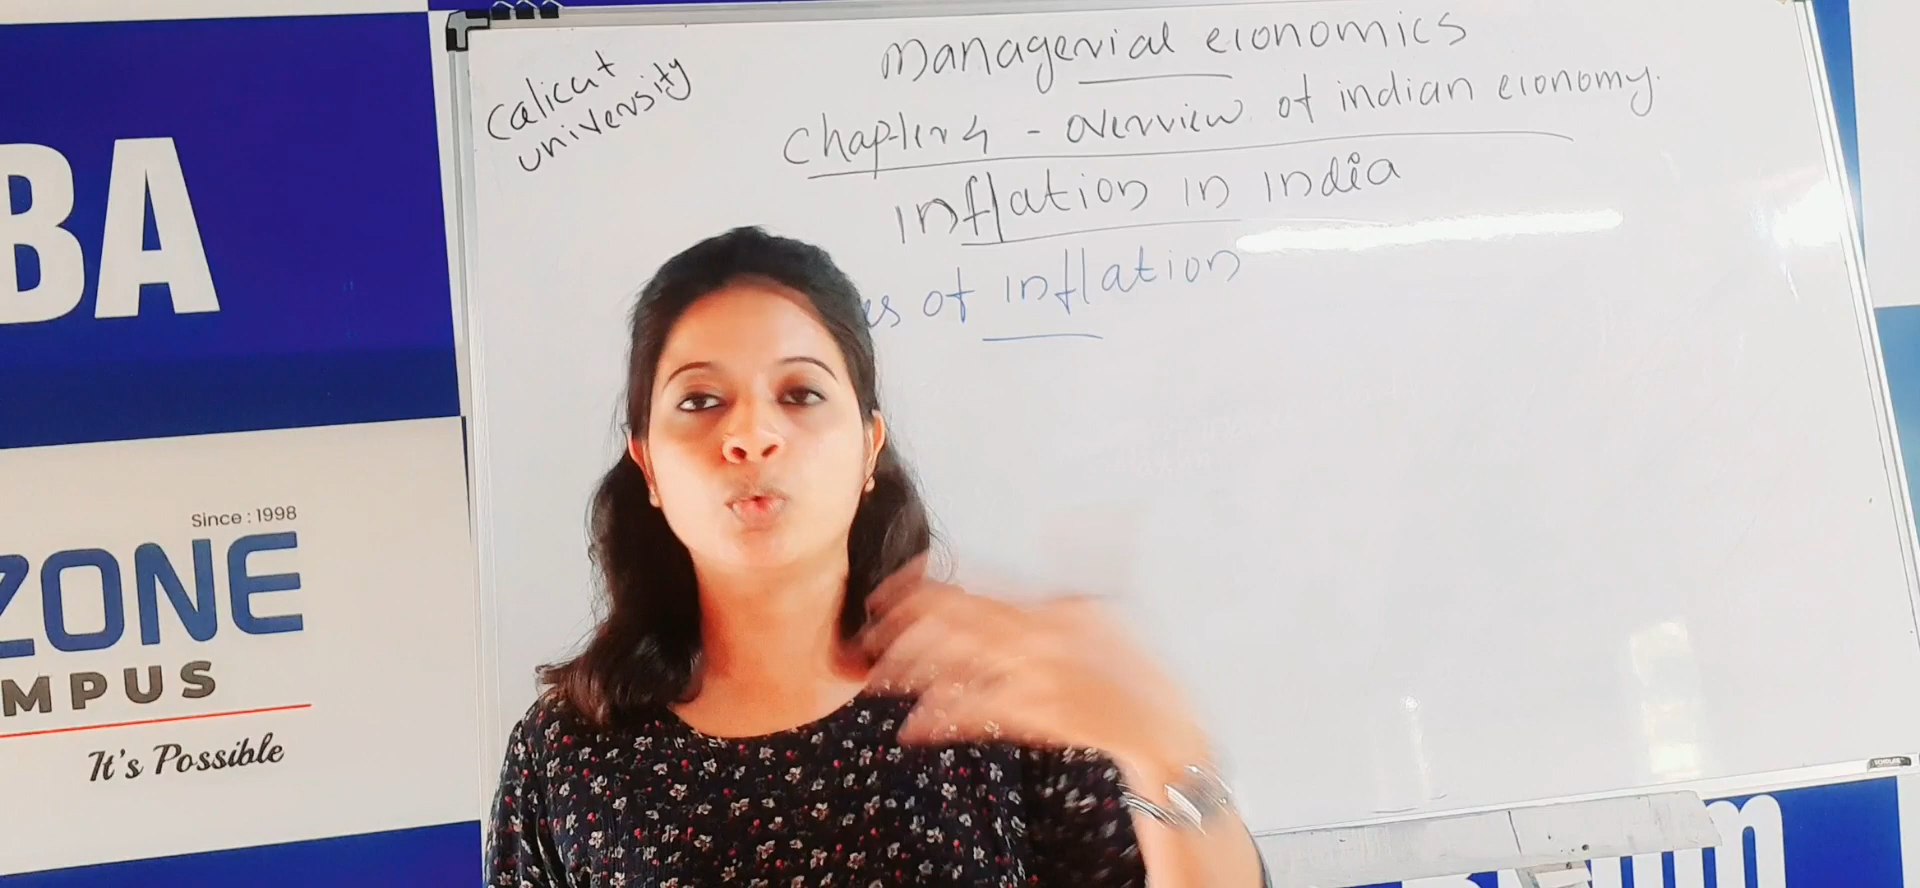 Calicut
university
Managerial economics
Chapter 4 - overview of indian economy.
inflation in india
es of inflation
BA
Since : 1998
ZONE
MPUS
It's Possible